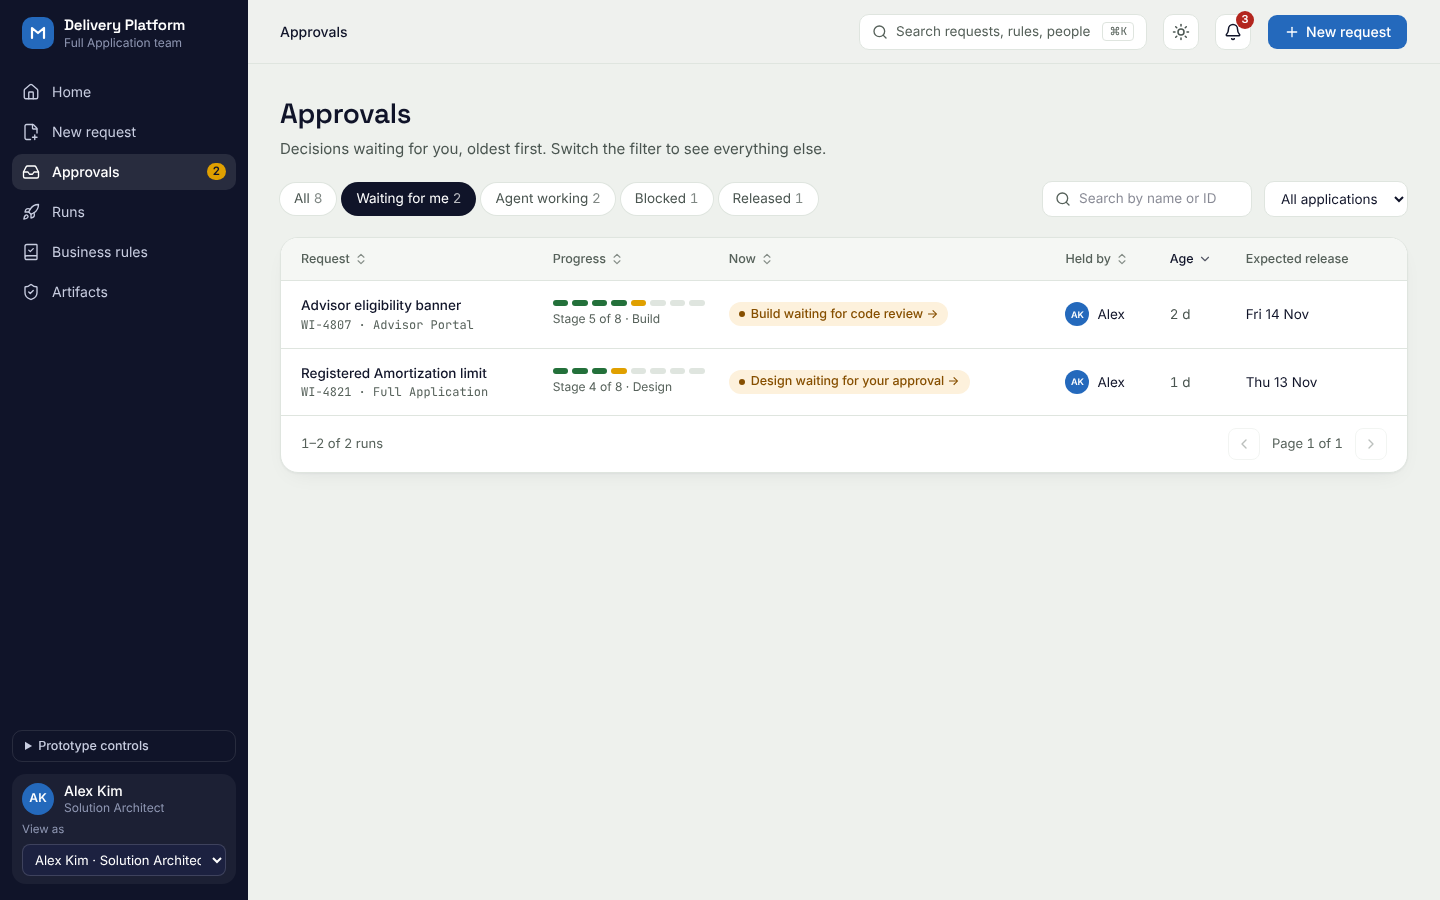 Delivery Platform
Full Application team
Home
New request
Approvals 2
Runs
Business rules
Artifacts
Prototype controls
AK Alex Kim
Solution Architect
View as
Alex Kim · Solution Architec
Approvals
Search requests, rules, people ⌘K
3
New request
Approvals
Decisions waiting for you, oldest first. Switch the filter to see everything else.
All 8 Waiting for me 2 Agent working 2 Blocked 1 Released 1
Search by name or ID
All applications
Request Progress Now Held by Age Expected release
Advisor eligibility banner
WI-4807 · Advisor Portal
Stage 5 of 8 · Build
Build waiting for code review →
AK Alex
2 d
Fri 14 Nov
Registered Amortization limit
WI-4821 · Full Application
Stage 4 of 8 · Design
Design waiting for your approval →
AK Alex
1 d
Thu 13 Nov
1–2 of 2 runs
Page 1 of 1